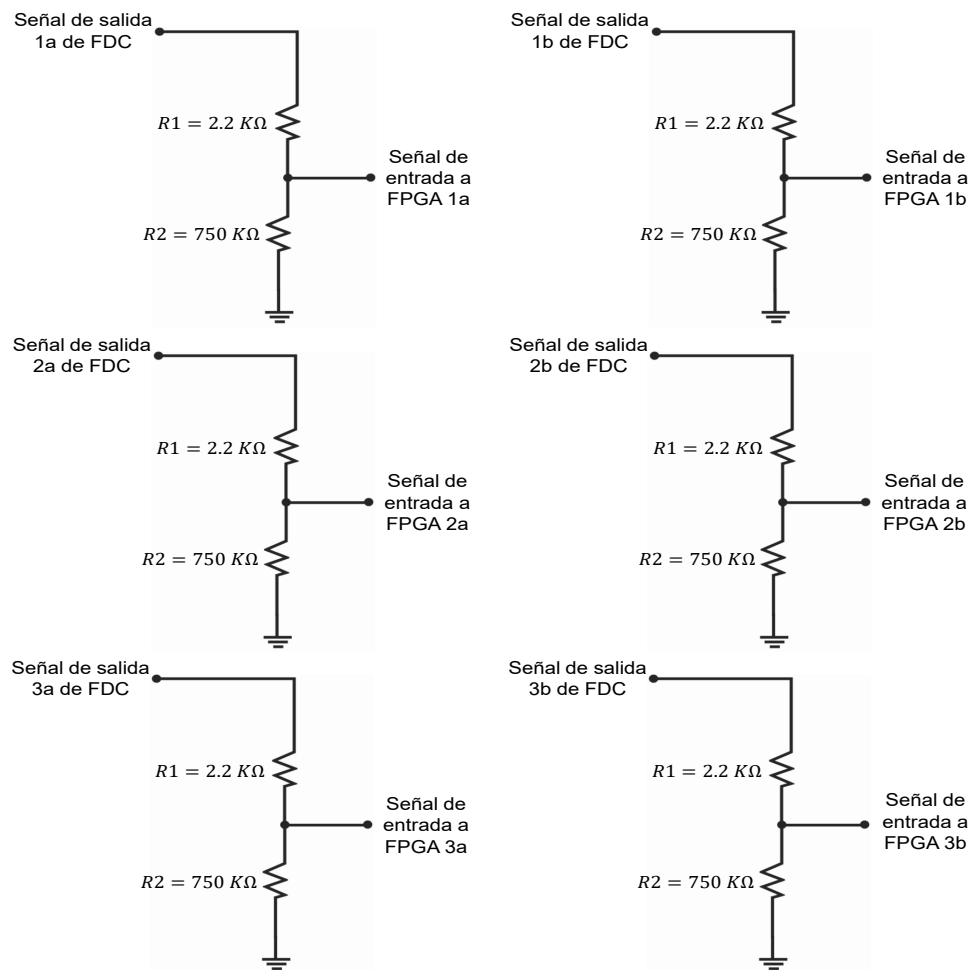 Señal de salida
1a de FDC
R1 = 2.2 KΩ
Señal de
entrada a
FPGA 1a
R2 = 750 KΩ
Señal de salida
1b de FDC
R1 = 2.2 KΩ
Señal de
entrada a
FPGA 1b
R2 = 750 KΩ
Señal de salida
2a de FDC
R1 = 2.2 KΩ
Señal de
entrada a
FPGA 2a
R2 = 750 KΩ
Señal de salida
2b de FDC
R1 = 2.2 KΩ
Señal de
entrada a
FPGA 2b
R2 = 750 KΩ
Señal de salida
3a de FDC
R1 = 2.2 KΩ
Señal de
entrada a
FPGA 3a
R2 = 750 KΩ
Señal de salida
3b de FDC
R1 = 2.2 KΩ
Señal de
entrada a
FPGA 3b
R2 = 750 KΩ